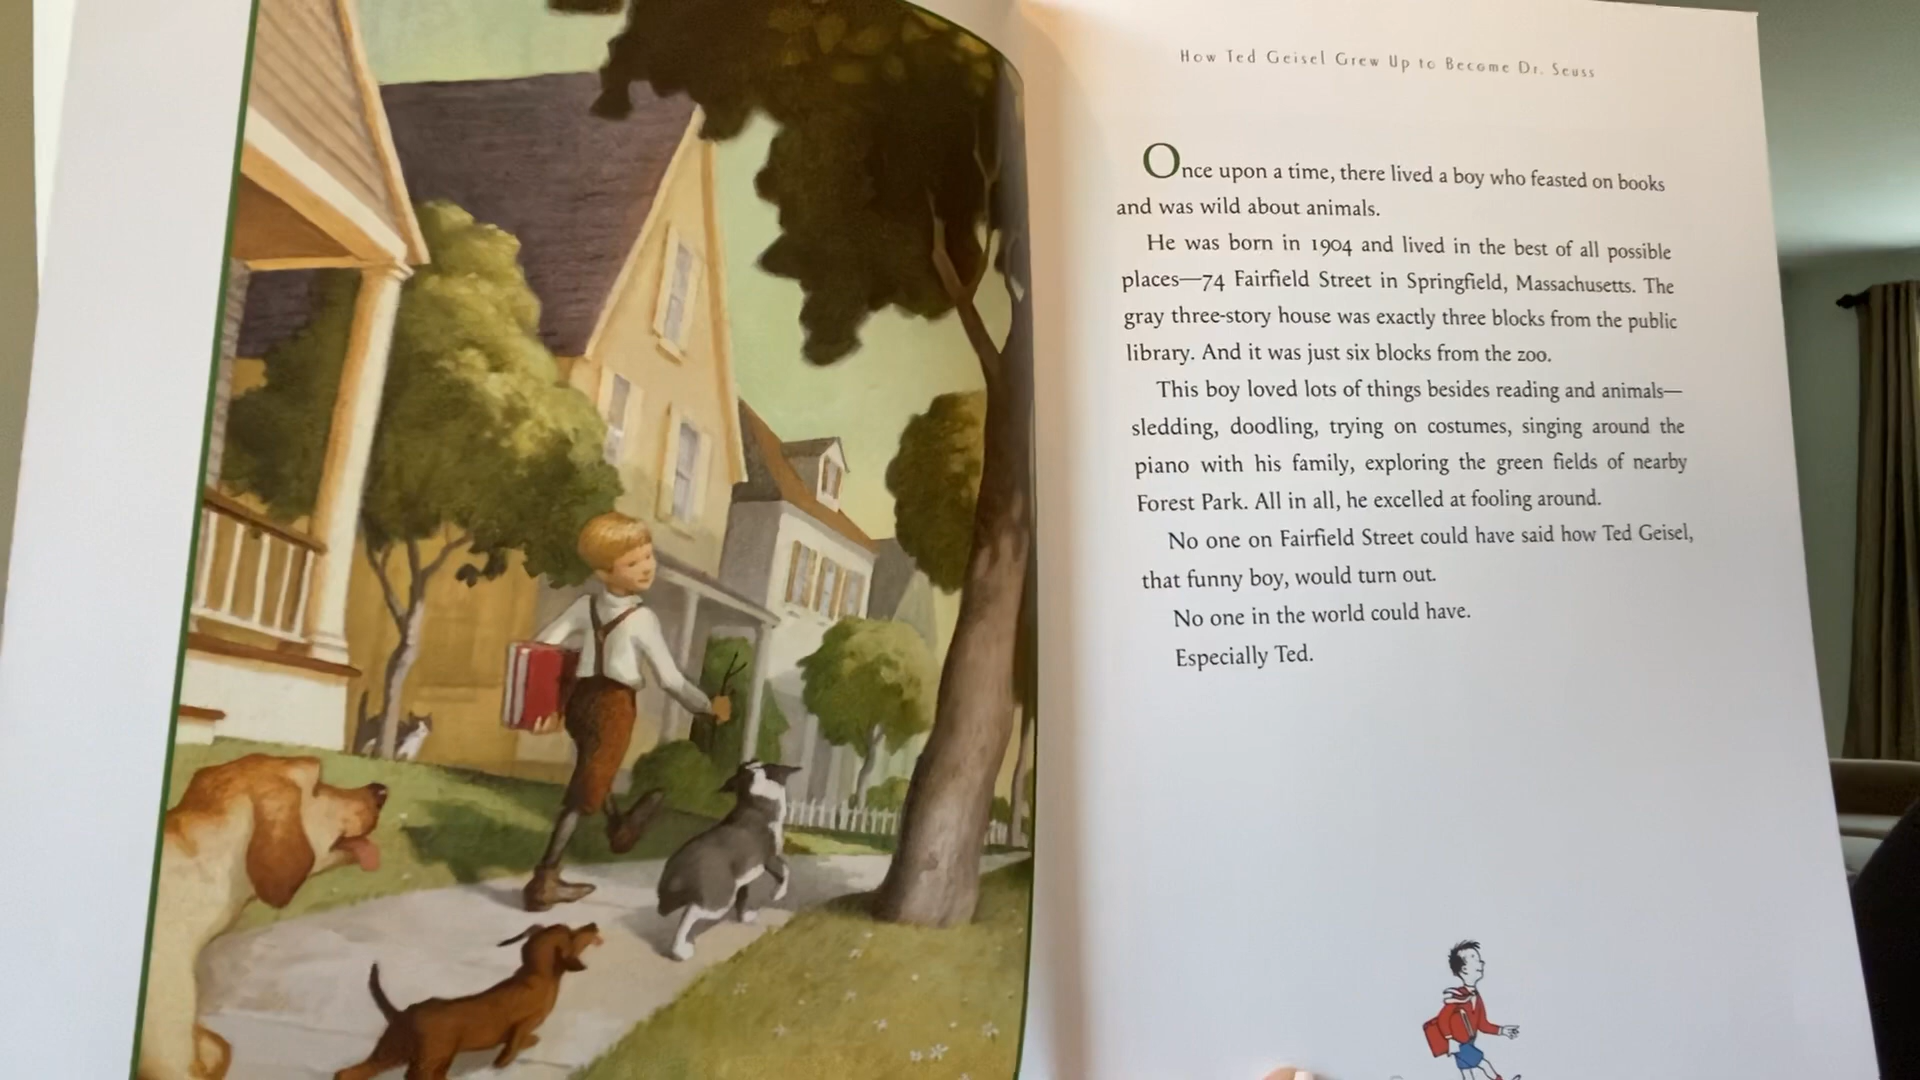 How Ted Geisel Grew Up to Become Dr. Seuss
Once upon a time, there lived a boy who feasted on books
and was wild about animals.
He was born in 1904 and lived in the best of all possible
places—74 Fairfield Street in Springfield, Massachusetts. The
gray three-story house was exactly three blocks from the public
library. And it was just six blocks from the zoo.
This boy loved lots of things besides reading and animals—
sledding, doodling, trying on costumes, singing around the
piano with his family, exploring the green fields of nearby
Forest Park. All in all, he excelled at fooling around.
No one on Fairfield Street could have said how Ted Geisel,
that funny boy, would turn out.
No one in the world could have.
Especially Ted.